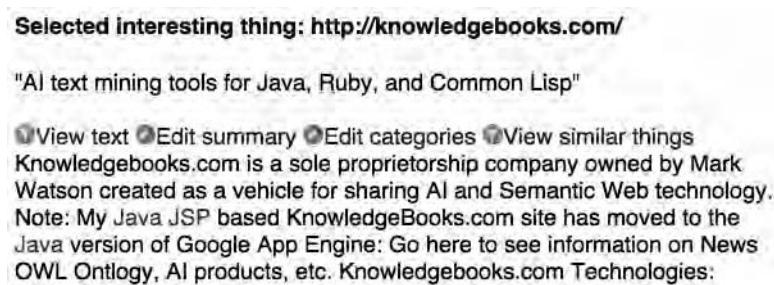 Selected interesting thing: http://knowledgebooks.com/
"AI text mining tools for Java, Ruby, and Common Lisp"
View text Edit summary Edit categories View similar things
Knowledgebooks.com is a sole proprietorship company owned by Mark
Watson created as a vehicle for sharing AI and Semantic Web technology.
Note: My Java JSP based KnowledgeBooks.com site has moved to the
Java version of Google App Engine: Go here to see information on News
OWL Ontlogy, AI products, etc. Knowledgebooks.com Technologies: